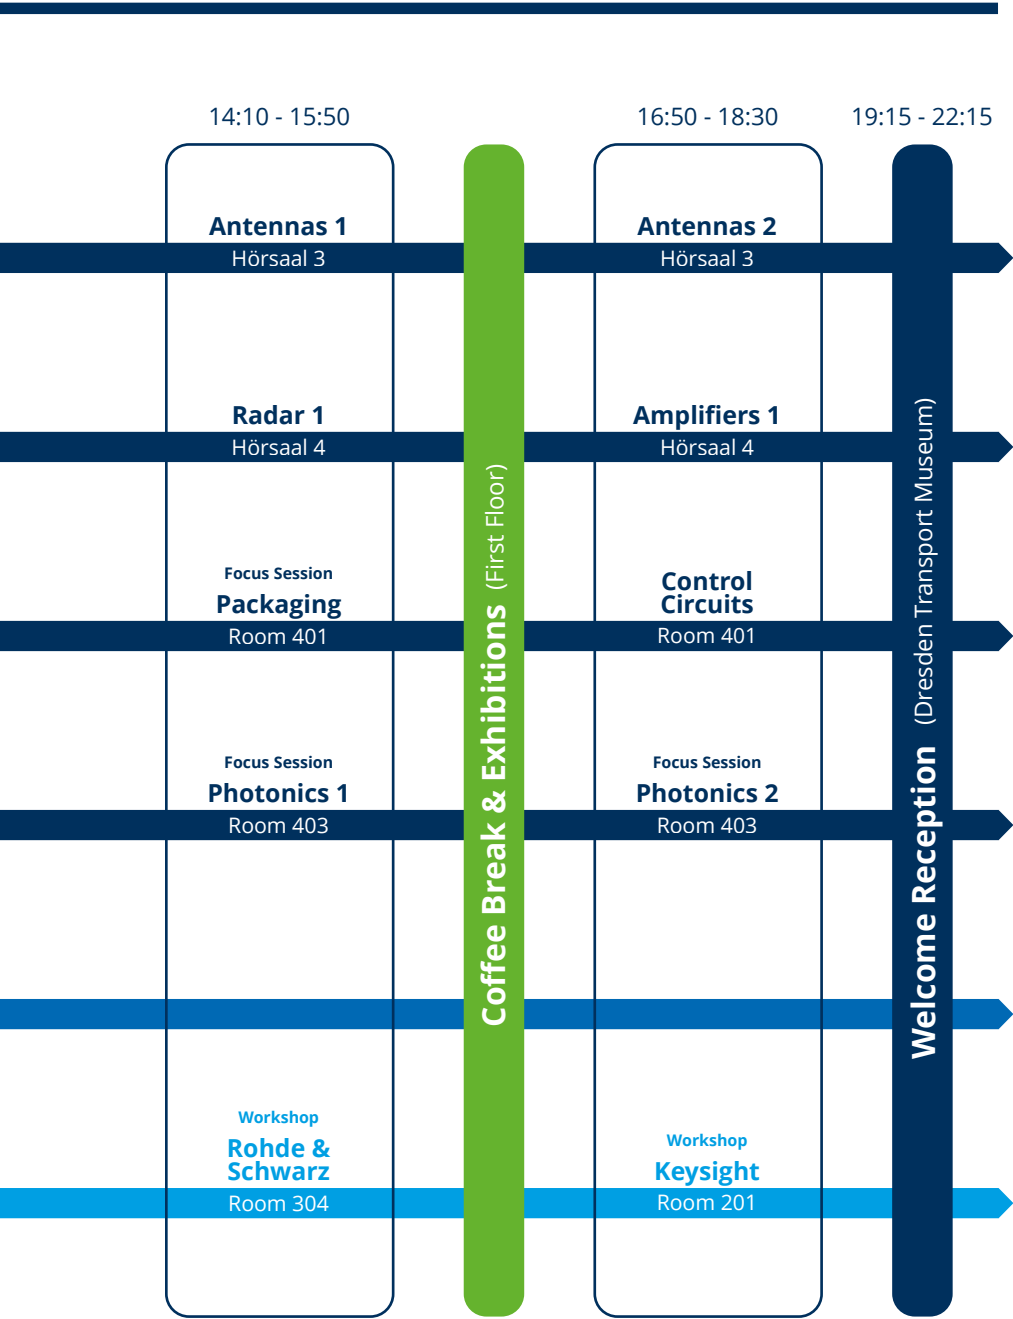 14:10 - 15:50
16:50 - 18:30
19:15 - 22:15
Antennas 1
Hörsaal 3
Radar 1
Hörsaal 4
Focus Session
Packaging
Room 401
Focus Session
Photonics 1
Room 403
Workshop
Rohde &
Schwarz
Room 304
Coffee Break & Exhibitions (First Floor)
Antennas 2
Hörsaal 3
Amplifiers 1
Hörsaal 4
Control
Circuits
Room 401
Focus Session
Photonics 2
Room 403
Workshop
Keysight
Room 201
Welcome Reception (Dresden Transport Museum)